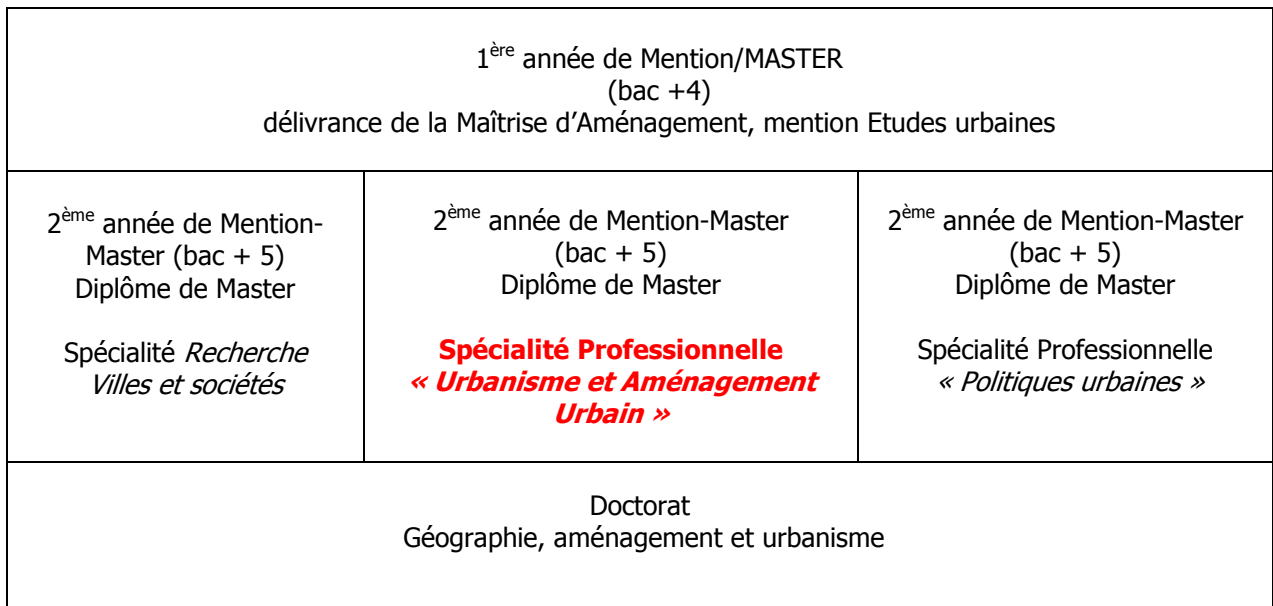 1ère année de Mention/MASTER
(bac +4)
délivrance de la Maîtrise d’Aménagement, mention Etudes urbaines
2ème année de Mention-
Master (bac + 5)
Diplôme de Master
Spécialité Recherche
Villes et sociétés
2ème année de Mention-Master
(bac + 5)
Diplôme de Master
Spécialité Professionnelle
« Urbanisme et Aménagement
Urbain »
2ème année de Mention-Master
(bac + 5)
Diplôme de Master
Spécialité Professionnelle
« Politiques urbaines »
Doctorat
Géographie, aménagement et urbanisme